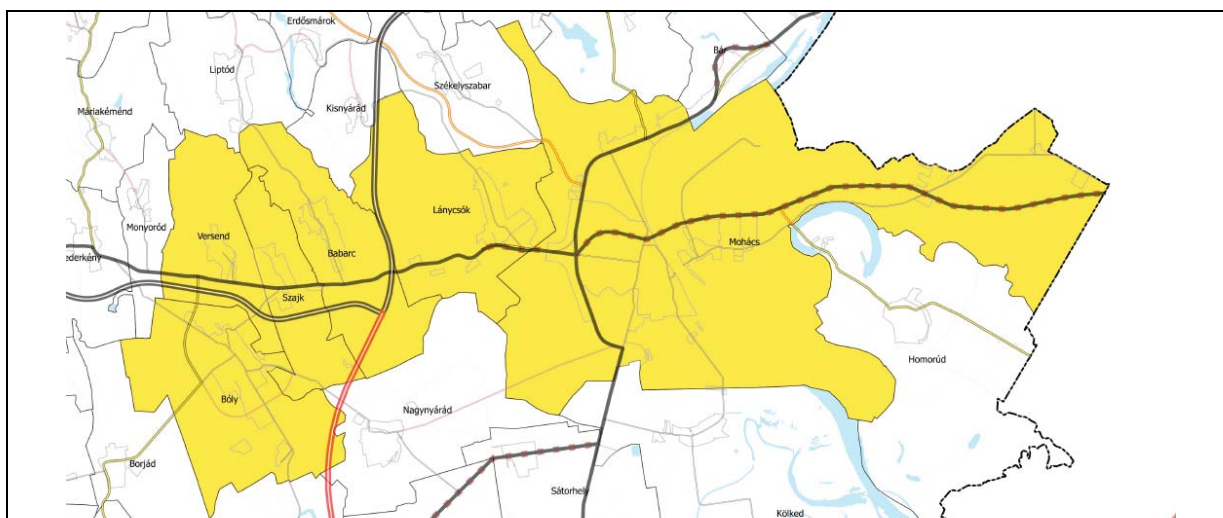 Erdősmárok
Bár
Liptód
Székelyszabar
Kisnyárád
Máriakéménd
Lánycsók
Monyoród
Versend
Mohács
Babarc
ederkény
Szajk
Homorúd
Bóly
Nagynyárád
Borjád
Sátorhely
Kölked